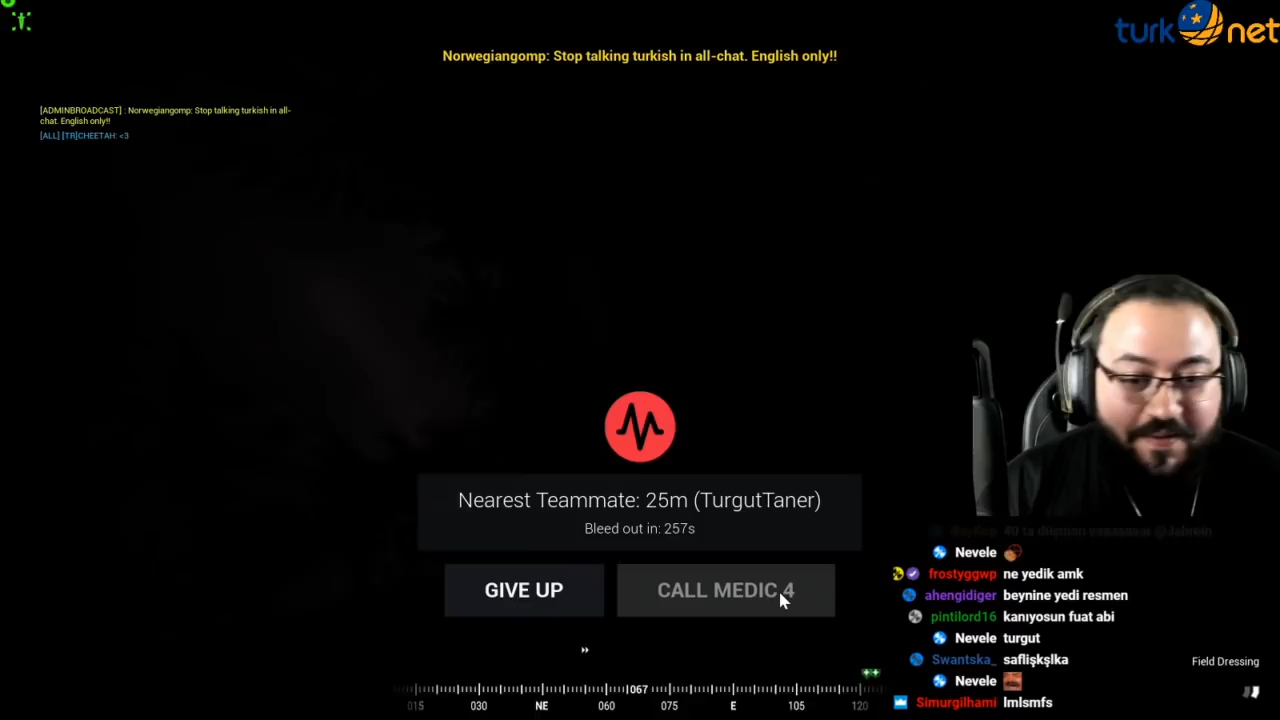 turk net
Norwegiangomp: Stop talking turkish in all-chat. English only!!
[ADMINBROADCAST] : Norwegiangomp: Stop talking turkish in all-
chat. English only!!
[ALL] [TR]CHEETAH: <3
Nearest Teammate: 25m (TurgutTaner)
Bleed out in: 257s
GIVE UP
CALL MEDIC 4
Nevele
frostyggwp ne yedik amk
ahengidiger beynine yedi resmen
pintilord16 kanıyosun fuat abi
Nevele turgut
Swantska_ saflişkşlka
Nevele
Simurgilhami lmlsmfs
Field Dressing
015 030 NE 060 067 075 E 105 120